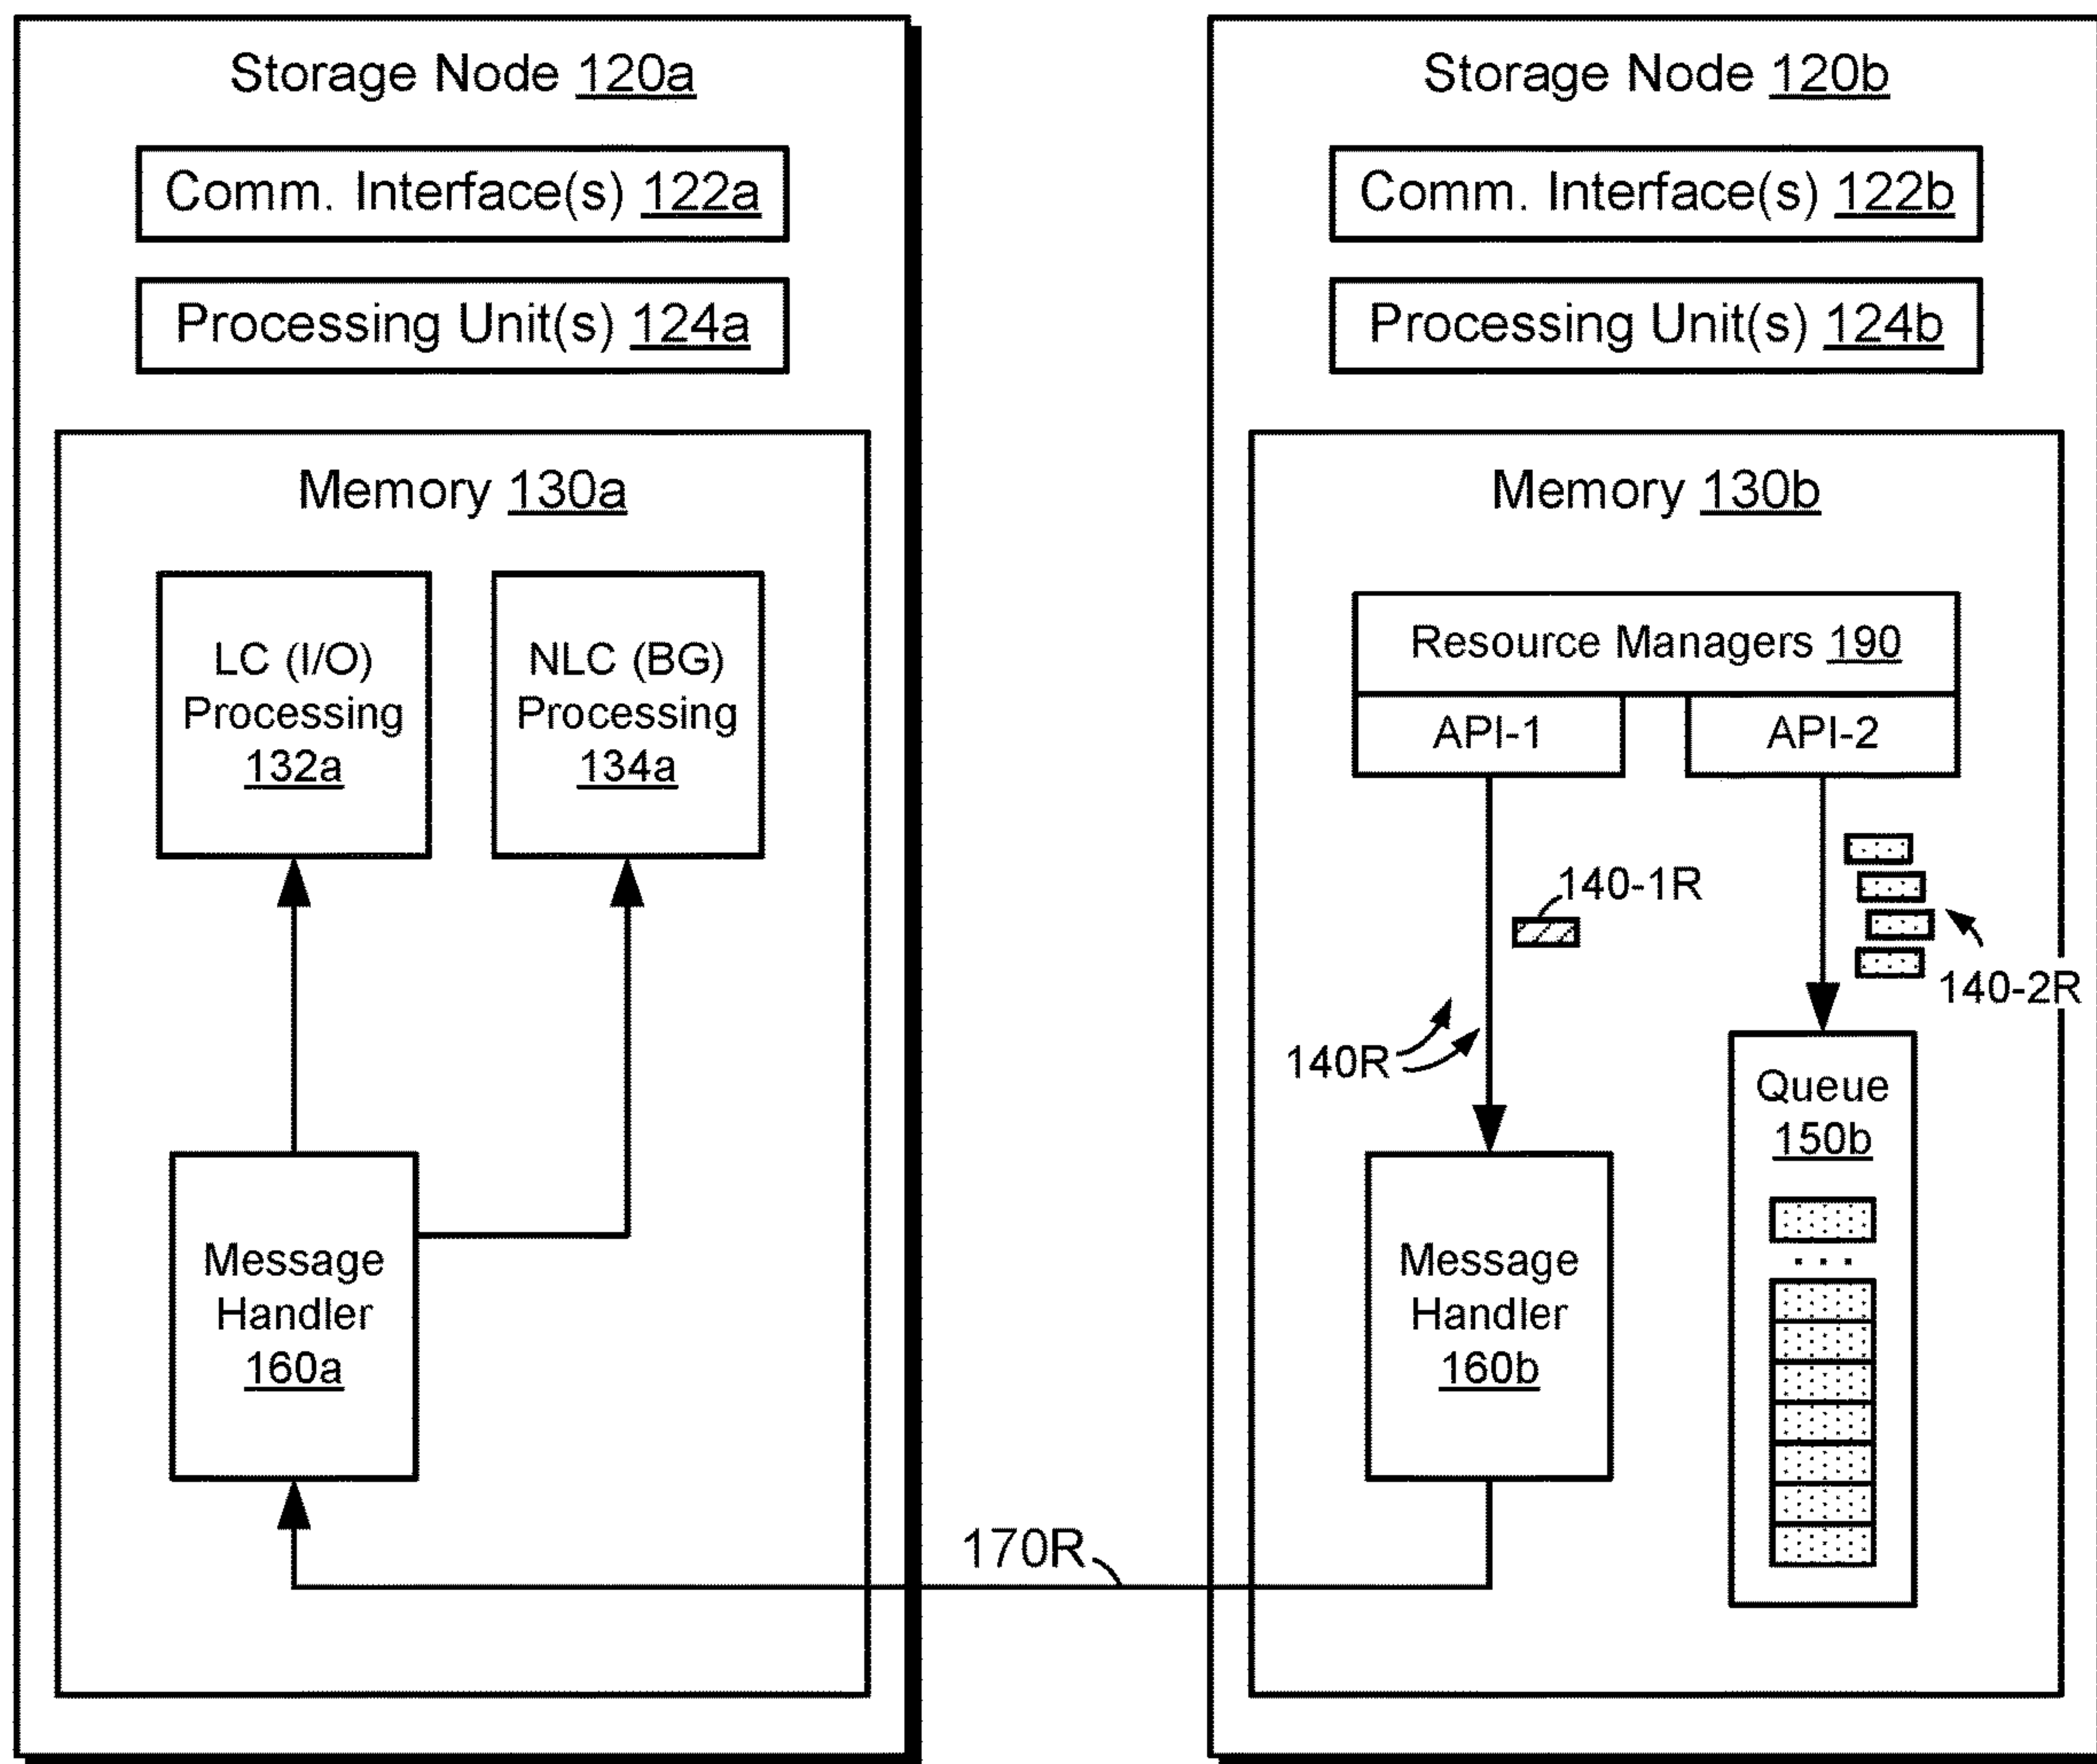 Storage Node 120a
Comm. Interface(s) 122a
Processing Unit(s) 124a
Memory 130a
LC (I/O)
Processing
132a
NLC (BG)
Processing
134a
Message
Handler
160a
170R
Storage Node 120b
Comm. Interface(s) 122b
Processing Unit(s) 124b
Memory 130b
Resource Managers 190
API-1
API-2
140-1R
140-2R
140R
Queue
150b
. . .
Message
Handler
160b